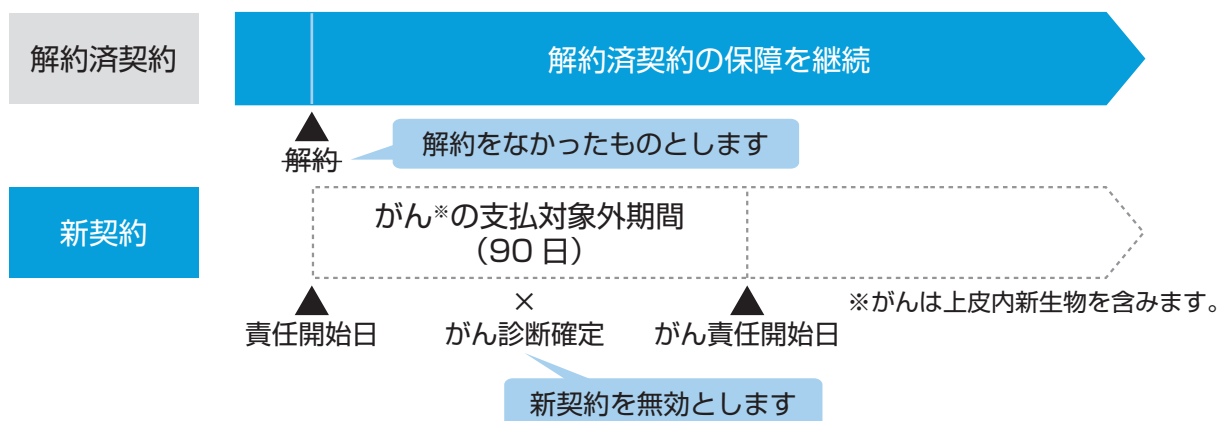 解約済契約
解約済契約の保障を継続
解約
解約をなかったものとします
新契約
がん※の支払対象外期間
（90日）
責任開始日
×
がん診断確定
がん責任開始日
※がんは上皮内新生物を含みます。
新契約を無効とします